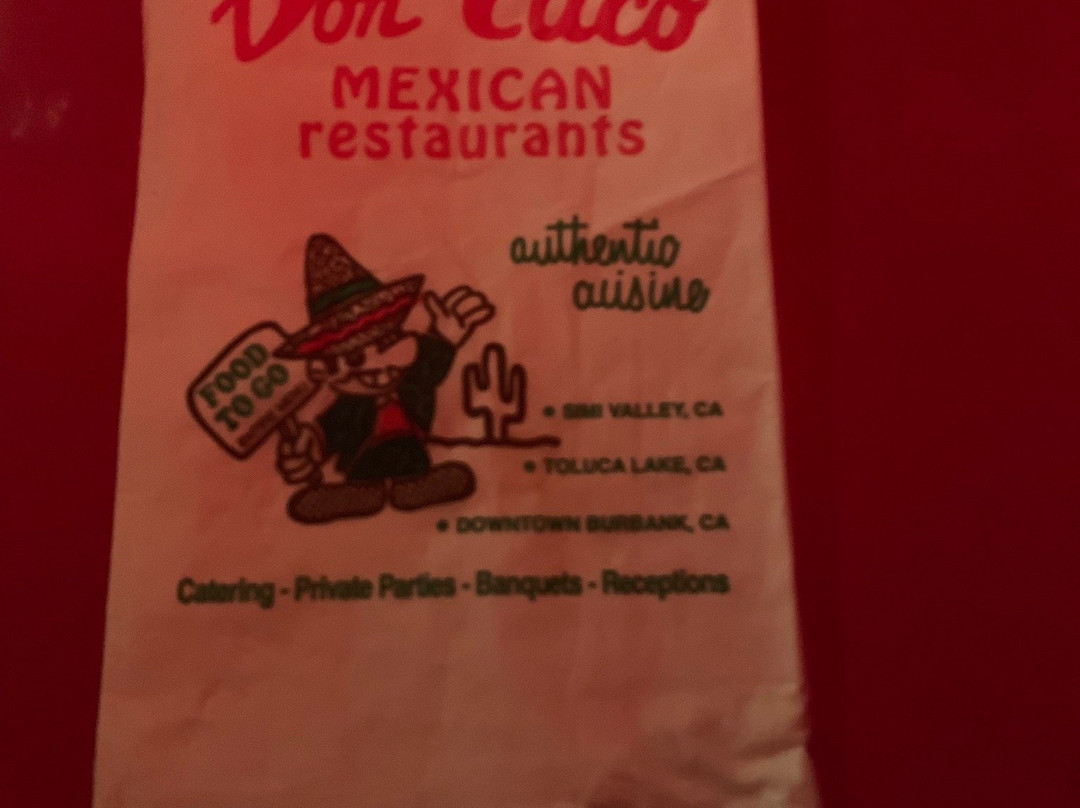 Don Cuco
MEXICAN
restaurants
authentic
cuisine
FOOD
TO GO
• SIMI VALLEY, CA
• TOLUCA LAKE, CA
• DOWNTOWN BURBANK, CA
Catering - Private Parties - Banquets - Receptions